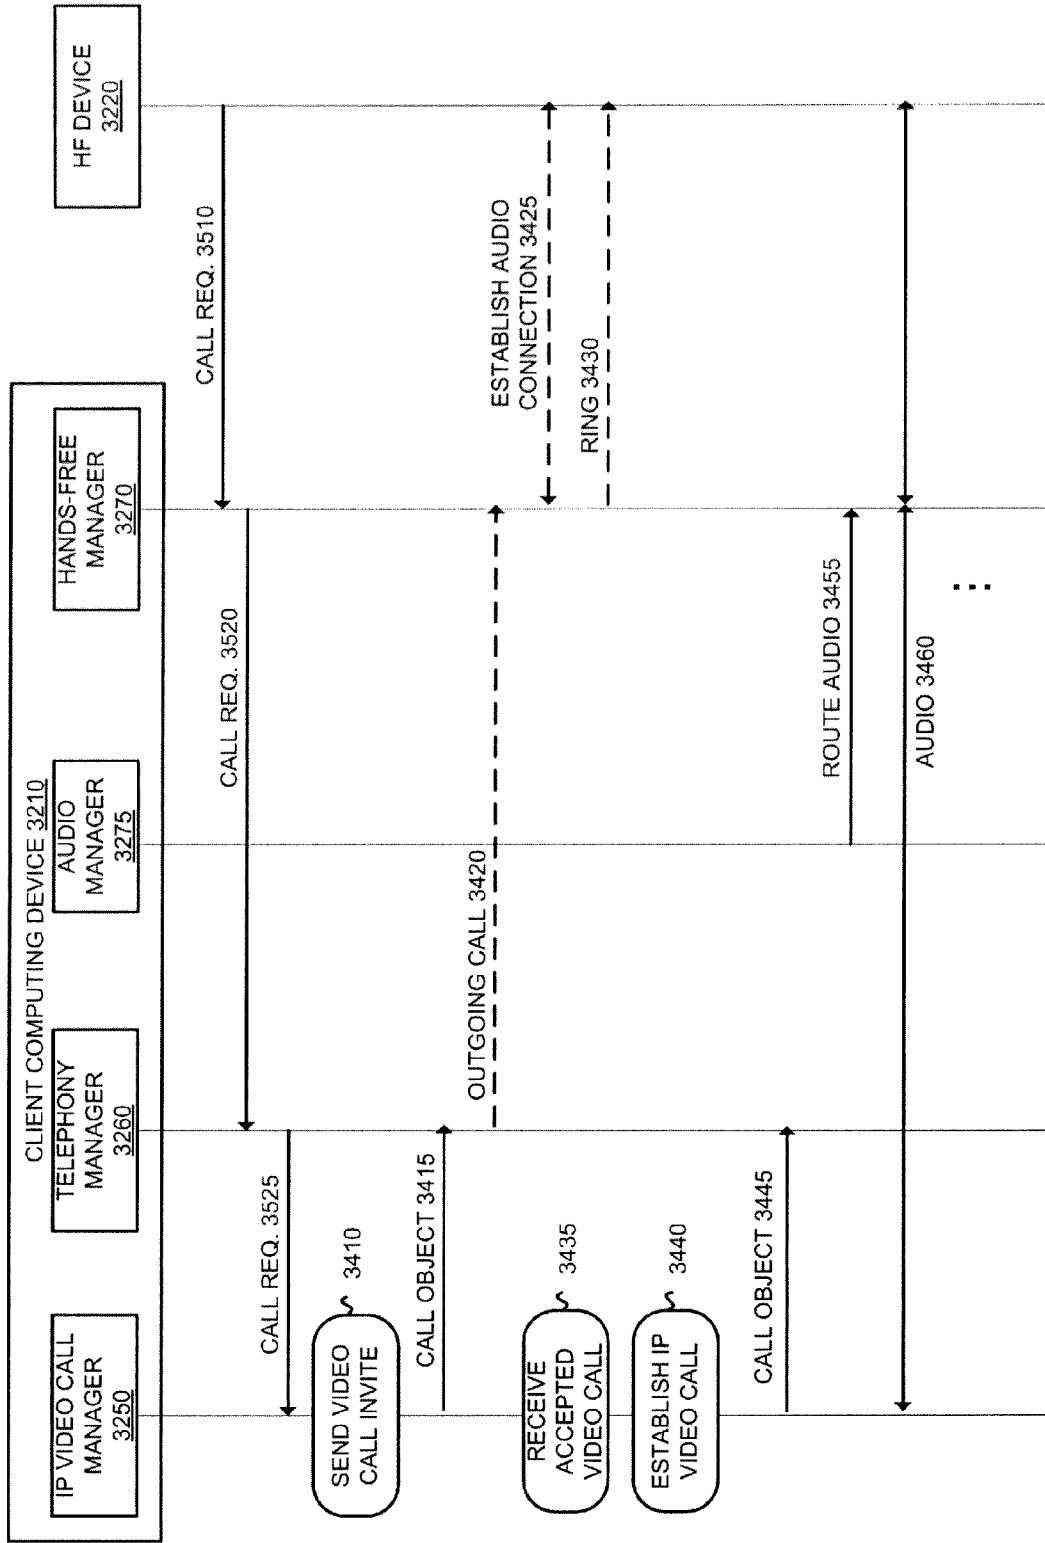 CLIENT COMPUTING DEVICE 3210
IP VIDEO CALL
MANAGER
3250
TELEPHONY
MANAGER
3260
AUDIO
MANAGER
3275
HANDS-FREE
MANAGER
3270
HF DEVICE
3220
CALL REQ. 3510
CALL REQ. 3520
CALL REQ. 3525
SEND VIDEO
CALL INVITE
3410
CALL OBJECT 3415
OUTGOING CALL 3420
ESTABLISH AUDIO
CONNECTION 3425
RING 3430
RECEIVE
ACCEPTED
VIDEO CALL
3435
ESTABLISH IP
VIDEO CALL
3440
CALL OBJECT 3445
ROUTE AUDIO 3455
AUDIO 3460
...